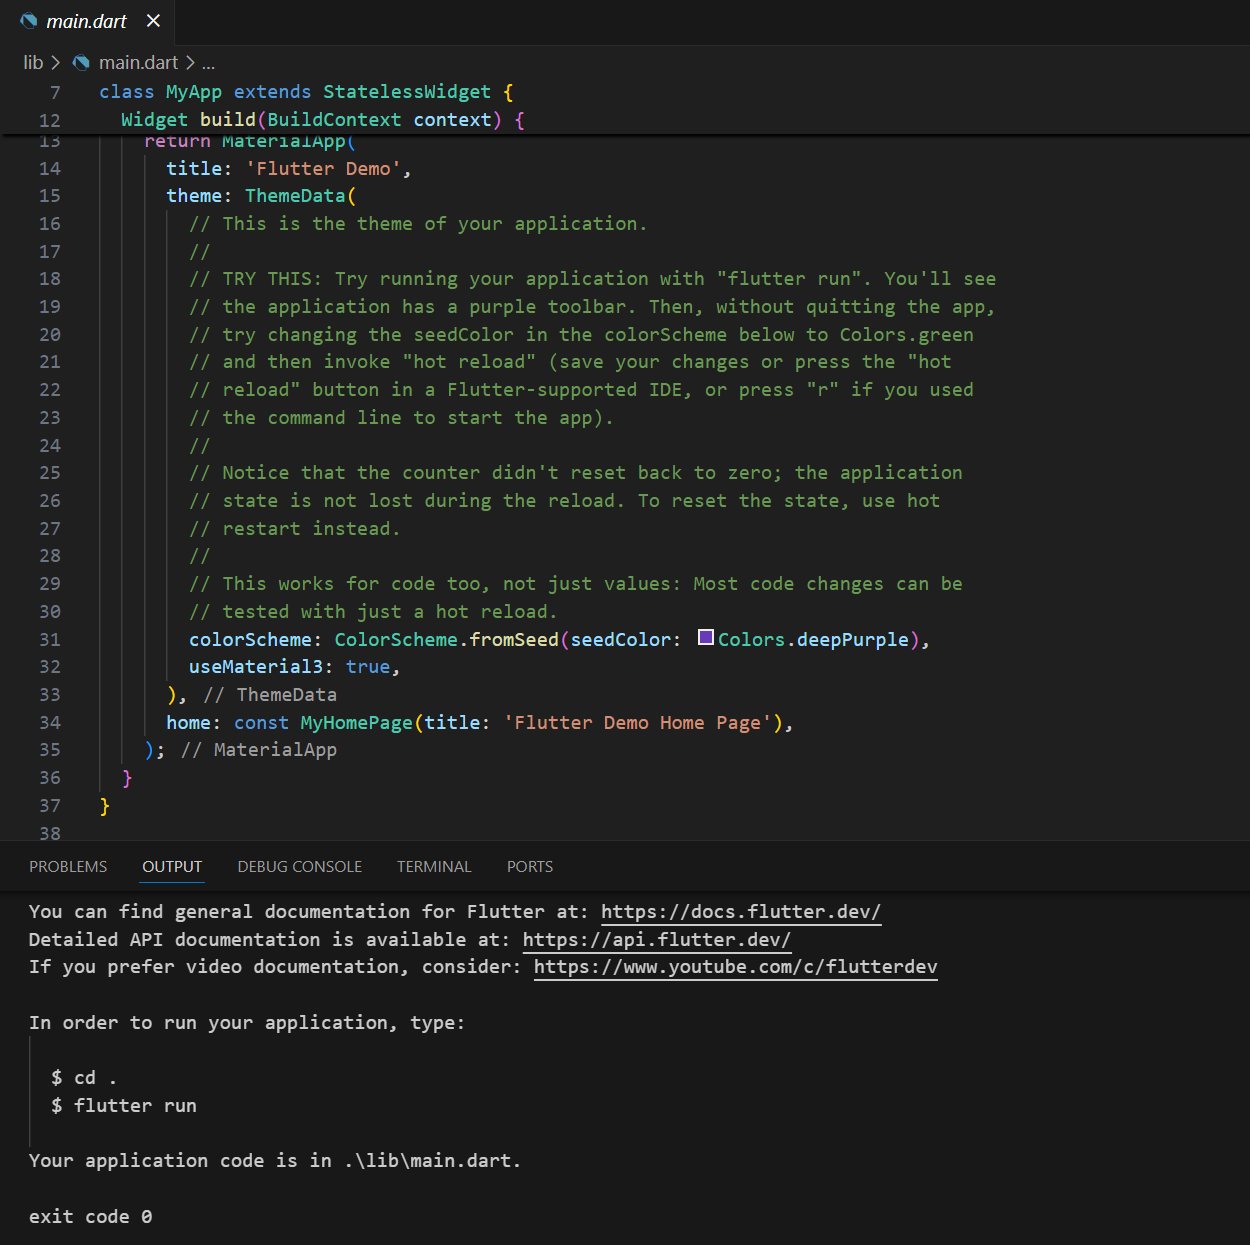 main.dart
lib > main.dart > ...
7 class MyApp extends StatelessWidget {
12 Widget build(BuildContext context) {
13 return MaterialApp(
14 title: 'Flutter Demo',
15 theme: ThemeData(
16 // This is the theme of your application.
17 //
18 // TRY THIS: Try running your application with "flutter run". You'll see
19 // the application has a purple toolbar. Then, without quitting the app,
20 // try changing the seedColor in the colorScheme below to Colors.green
21 // and then invoke "hot reload" (save your changes or press the "hot
22 // reload" button in a Flutter-supported IDE, or press "r" if you used
23 // the command line to start the app).
24 //
25 // Notice that the counter didn't reset back to zero; the application
26 // state is not lost during the reload. To reset the state, use hot
27 // restart instead.
28 //
29 // This works for code too, not just values: Most code changes can be
30 // tested with just a hot reload.
31 colorScheme: ColorScheme.fromSeed(seedColor: Colors.deepPurple),
32 useMaterial3: true,
33 ), // ThemeData
34 home: const MyHomePage(title: 'Flutter Demo Home Page'),
35 ); // MaterialApp
36 }
37 }
38
PROBLEMS OUTPUT DEBUG CONSOLE TERMINAL PORTS
You can find general documentation for Flutter at: https://docs.flutter.dev/
Detailed API documentation is available at: https://api.flutter.dev/
If you prefer video documentation, consider: https://www.youtube.com/c/flutterdev
In order to run your application, type:
$ cd .
$ flutter run
Your application code is in .\lib\main.dart.
exit code 0